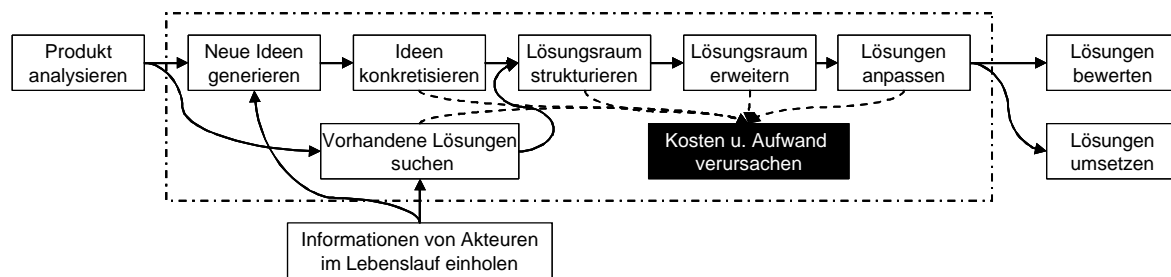 Produkt
analysieren
Neue Ideen
generieren
Ideen
konkretisieren
Lösungsraum
strukturieren
Lösungsraum
erweitern
Lösungen
anpassen
Lösungen
bewerten
Vorhandene Lösungen
suchen
Kosten u. Aufwand
verursachen
Lösungen
umsetzen
Informationen von Akteuren
im Lebenslauf einholen